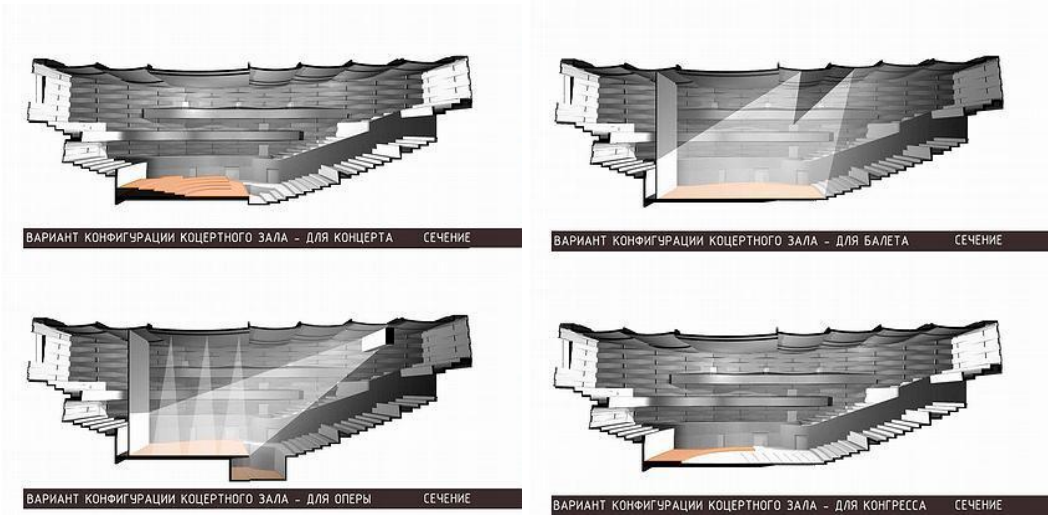 ВАРИАНТ КОНФИГУРАЦИИ КОЦЕРТНОГО ЗАЛА – ДЛЯ КОНЦЕРТА СЕЧЕНИЕ
ВАРИАНТ КОНФИГУРАЦИИ КОЦЕРТНОГО ЗАЛА – ДЛЯ БАЛЕТА СЕЧЕНИЕ
ВАРИАНТ КОНФИГУРАЦИИ КОЦЕРТНОГО ЗАЛА – ДЛЯ ОПЕРЫ СЕЧЕНИЕ
ВАРИАНТ КОНФИГУРАЦИИ КОЦЕРТНОГО ЗАЛА – ДЛЯ КОНГРЕССА СЕЧЕНИЕ